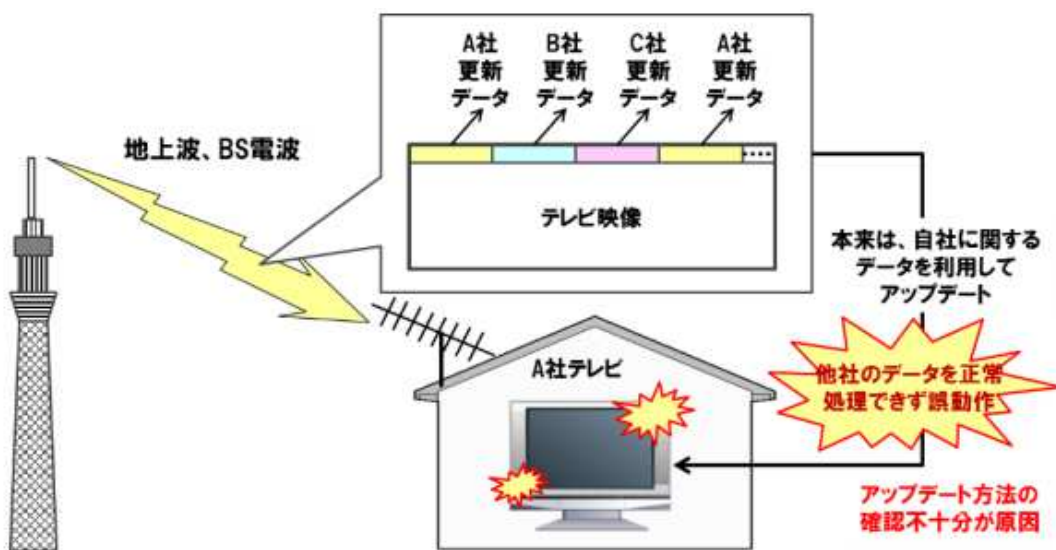 A社
更新
データ
B社
更新
データ
C社
更新
データ
A社
更新
データ
地上波、BS電波
テレビ映像
本来は、自社に関する
データを利用して
アップデート
他社のデータを正常
処理できず誤動作
A社テレビ
アップデート方法の
確認不十分が原因